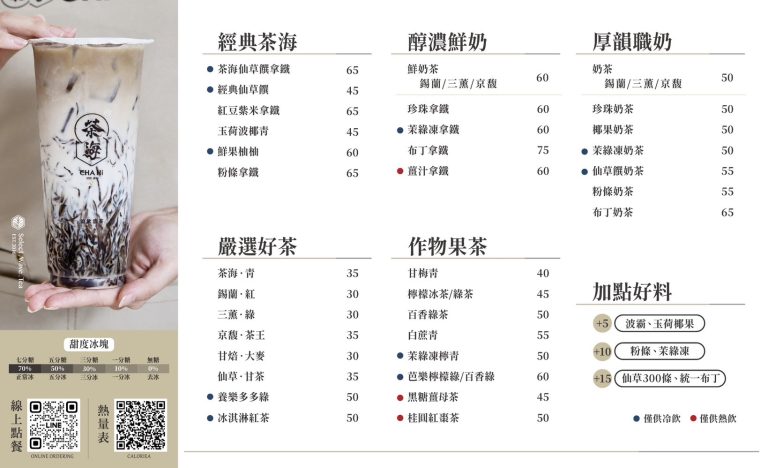 茶海
CHA HI
Select Wave Tea
甜度冰塊
七分糖 五分糖 三分糖 一分糖 無糖
70% 50% 30% 10% 0%
正常冰 五分冰 三分冰 一分冰 去冰
線上點餐
LINE
ONLINE ORDERING
熱量表
CALORIEA
經典茶海
茶海仙草饌拿鐵 65
經典仙草饌 45
紅豆紫米拿鐵 65
玉荷波椰青 45
鮮果柚柚 60
粉條拿鐵 65
醇濃鮮奶
鮮奶茶
錫蘭/三薰/京馥 60
珍珠拿鐵 60
茉綠凍拿鐵 60
布丁拿鐵 75
薑汁拿鐵 60
厚韻職奶
奶茶
錫蘭/三薰/京馥 50
珍珠奶茶 50
椰果奶茶 50
茉綠凍奶茶 50
仙草饌奶茶 55
粉條奶茶 55
布丁奶茶 65
嚴選好茶
茶海·青 35
錫蘭·紅 30
三薰·綠 30
京馥·茶王 35
甘焙·大麥 30
仙草·甘茶 35
養樂多多綠 50
冰淇淋紅茶 50
作物果茶
甘梅青 40
檸檬冰茶/綠茶 45
百香綠茶 50
白蔗青 55
茉綠凍檸青 50
芭樂檸檬綠/百香綠 60
黑糖薑母茶 45
桂圓紅棗茶 50
加點好料
+5 波霸、玉荷椰果
+10 粉條、茉綠凍
+15 仙草300條、統一布丁
僅供冷飲 僅供熱飲